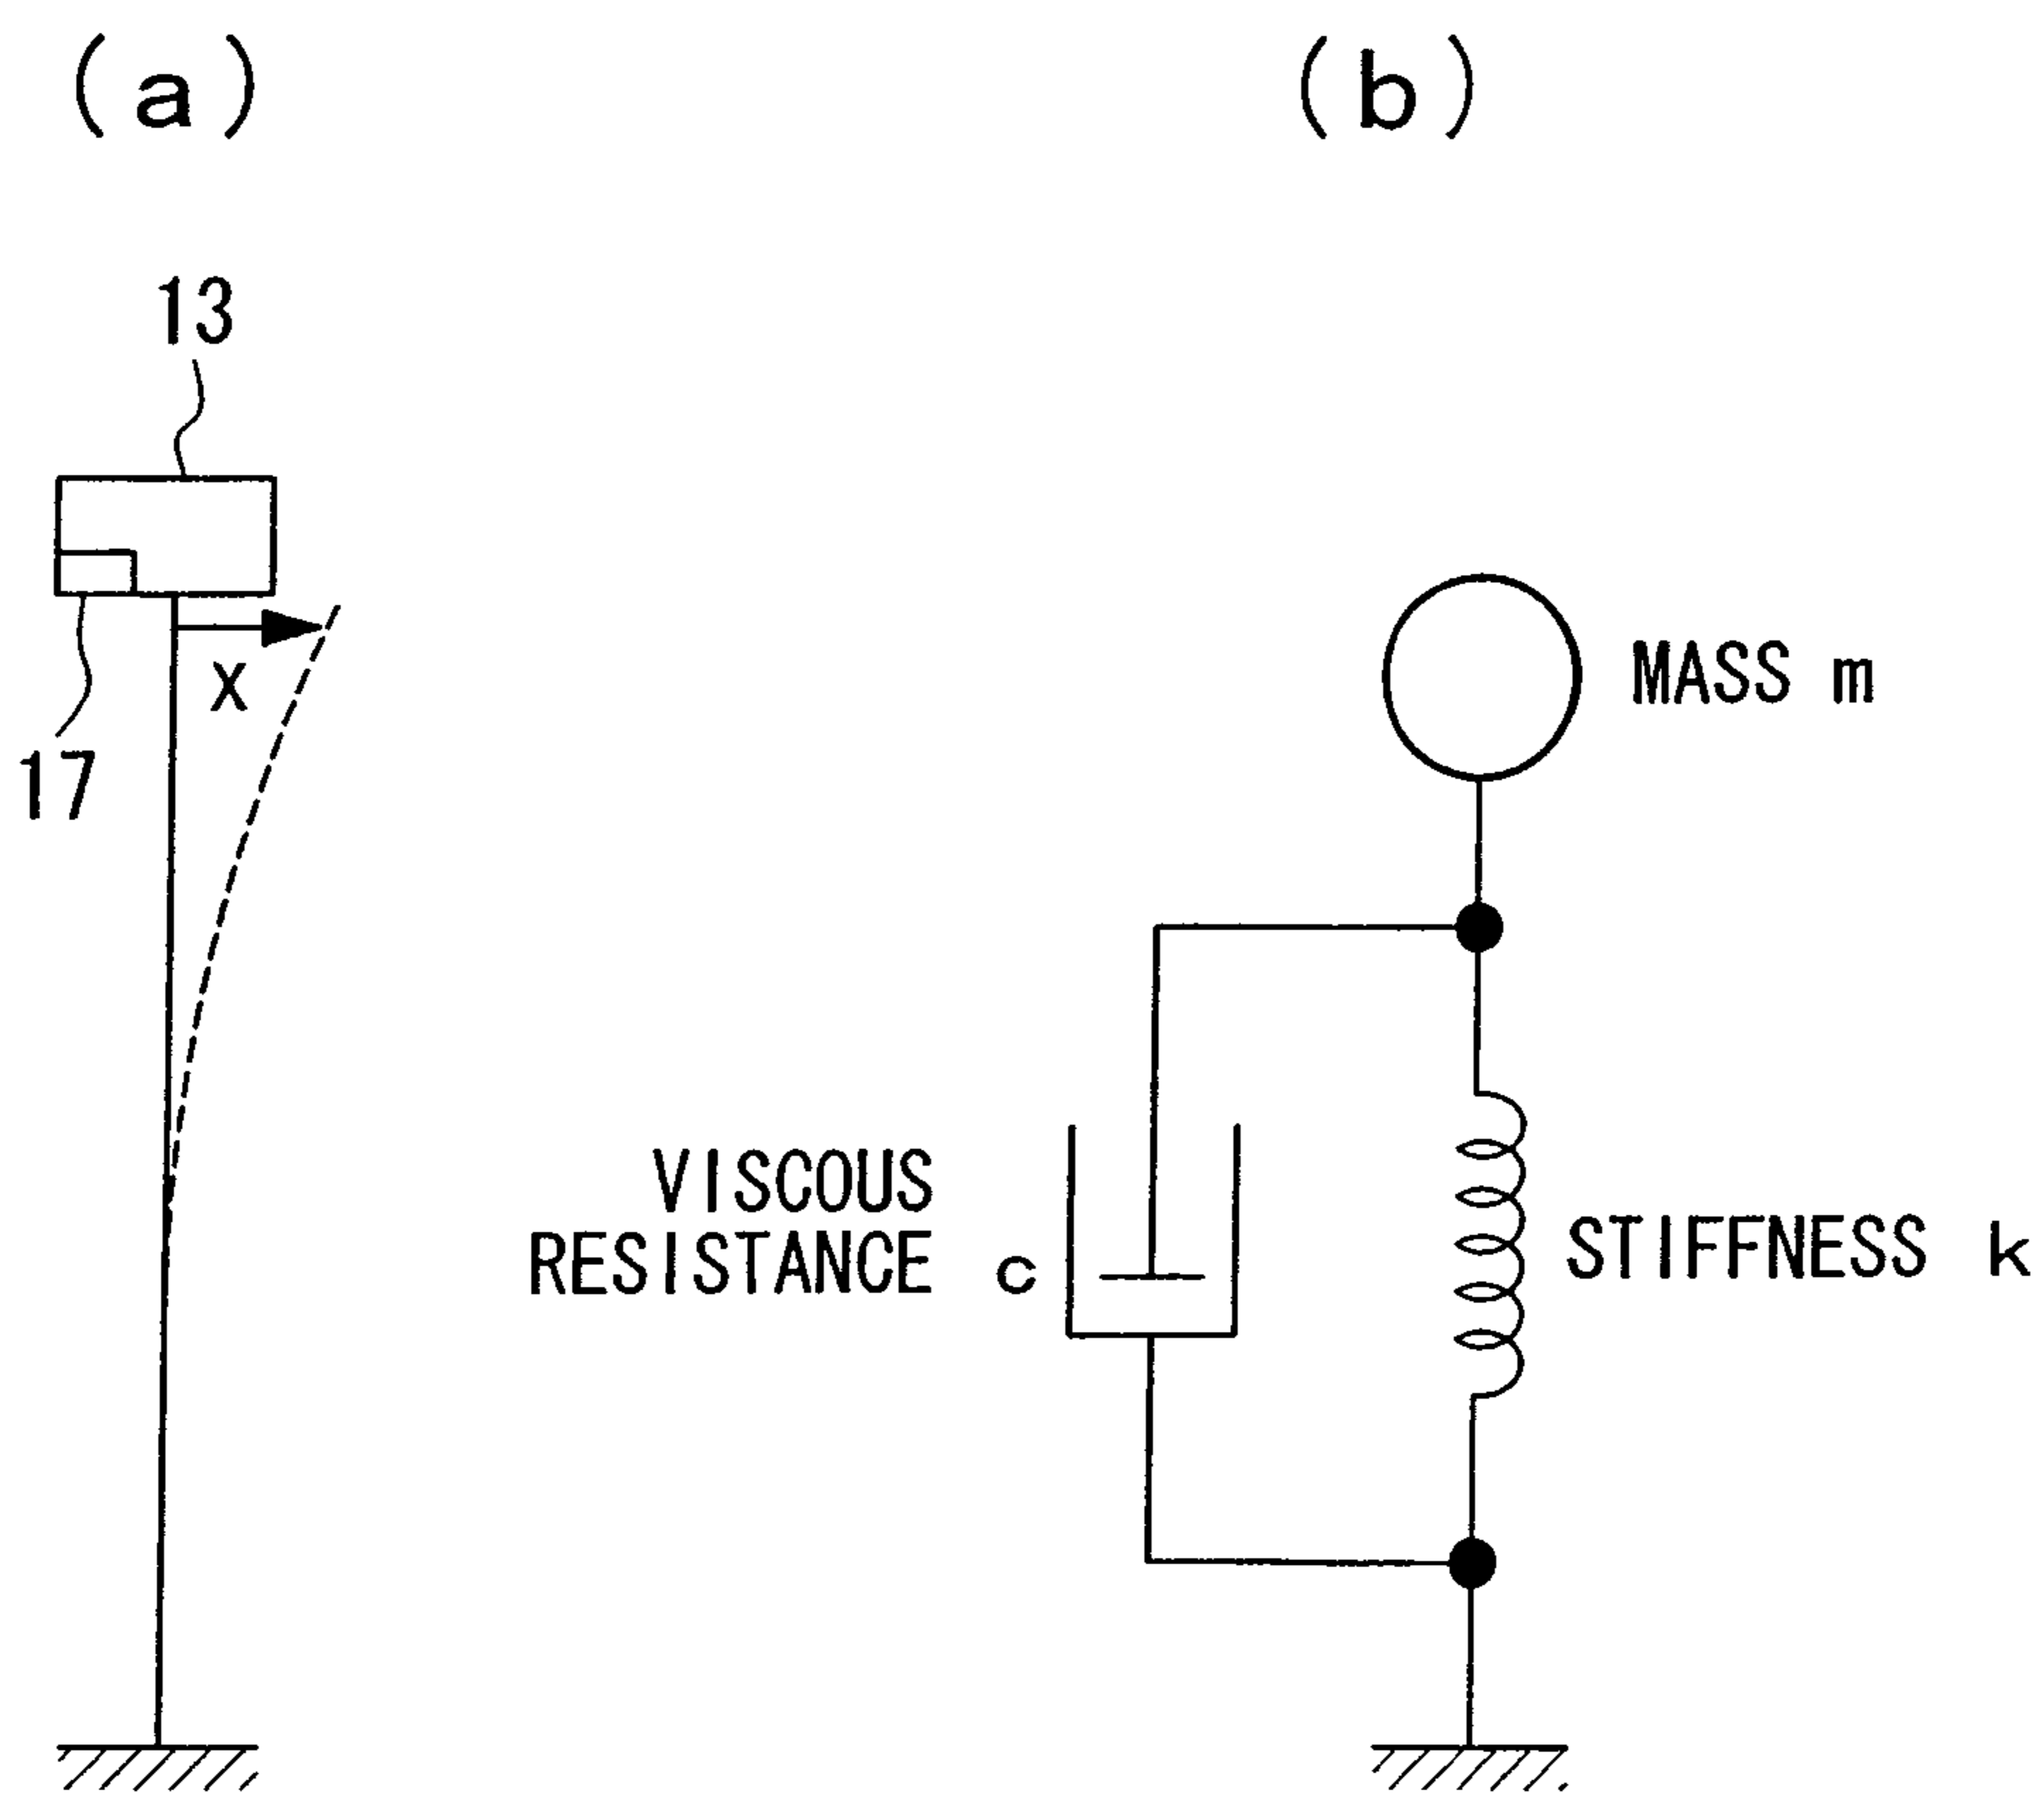 (a)
(b)
13
x
17
MASS m
VISCOUS
RESISTANCE c
STIFFNESS k